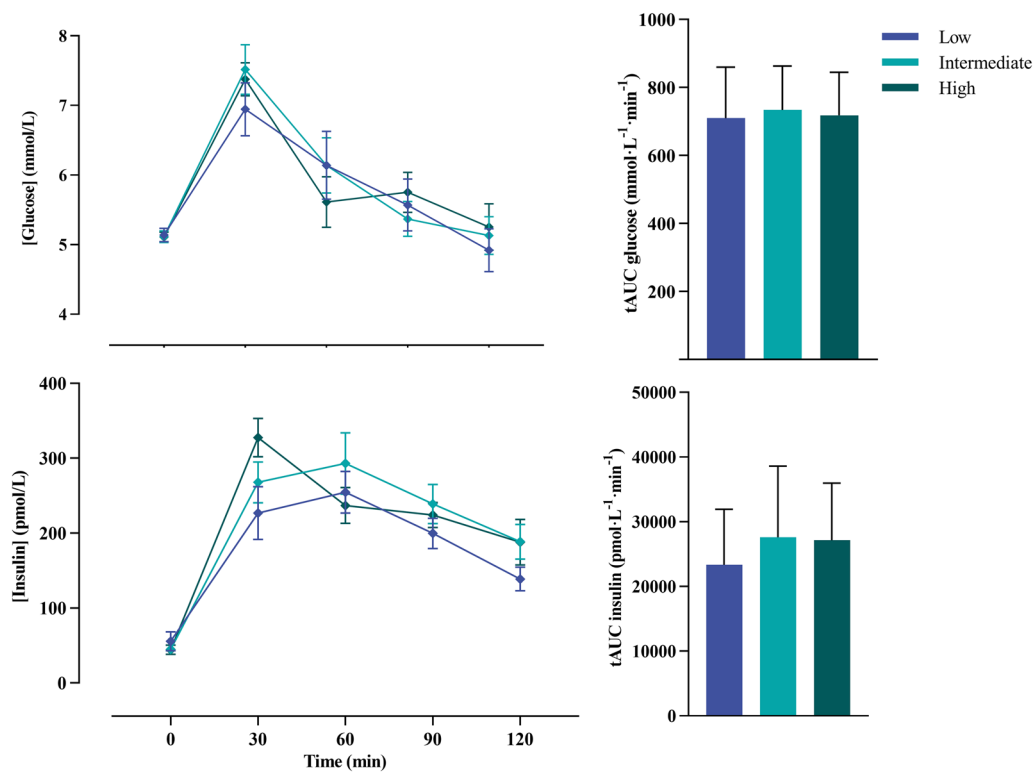 8
7
6
5
4
[Glucose] (mmol/L)
1000
800
600
400
200
tAUC glucose (mmol·L⁻¹·min⁻¹)
Low
Intermediate
High
400
300
200
100
0
[Insulin] (pmol/L)
0 30 60 90 120
Time (min)
50000
40000
30000
20000
10000
0
tAUC insulin (pmol·L⁻¹·min⁻¹)